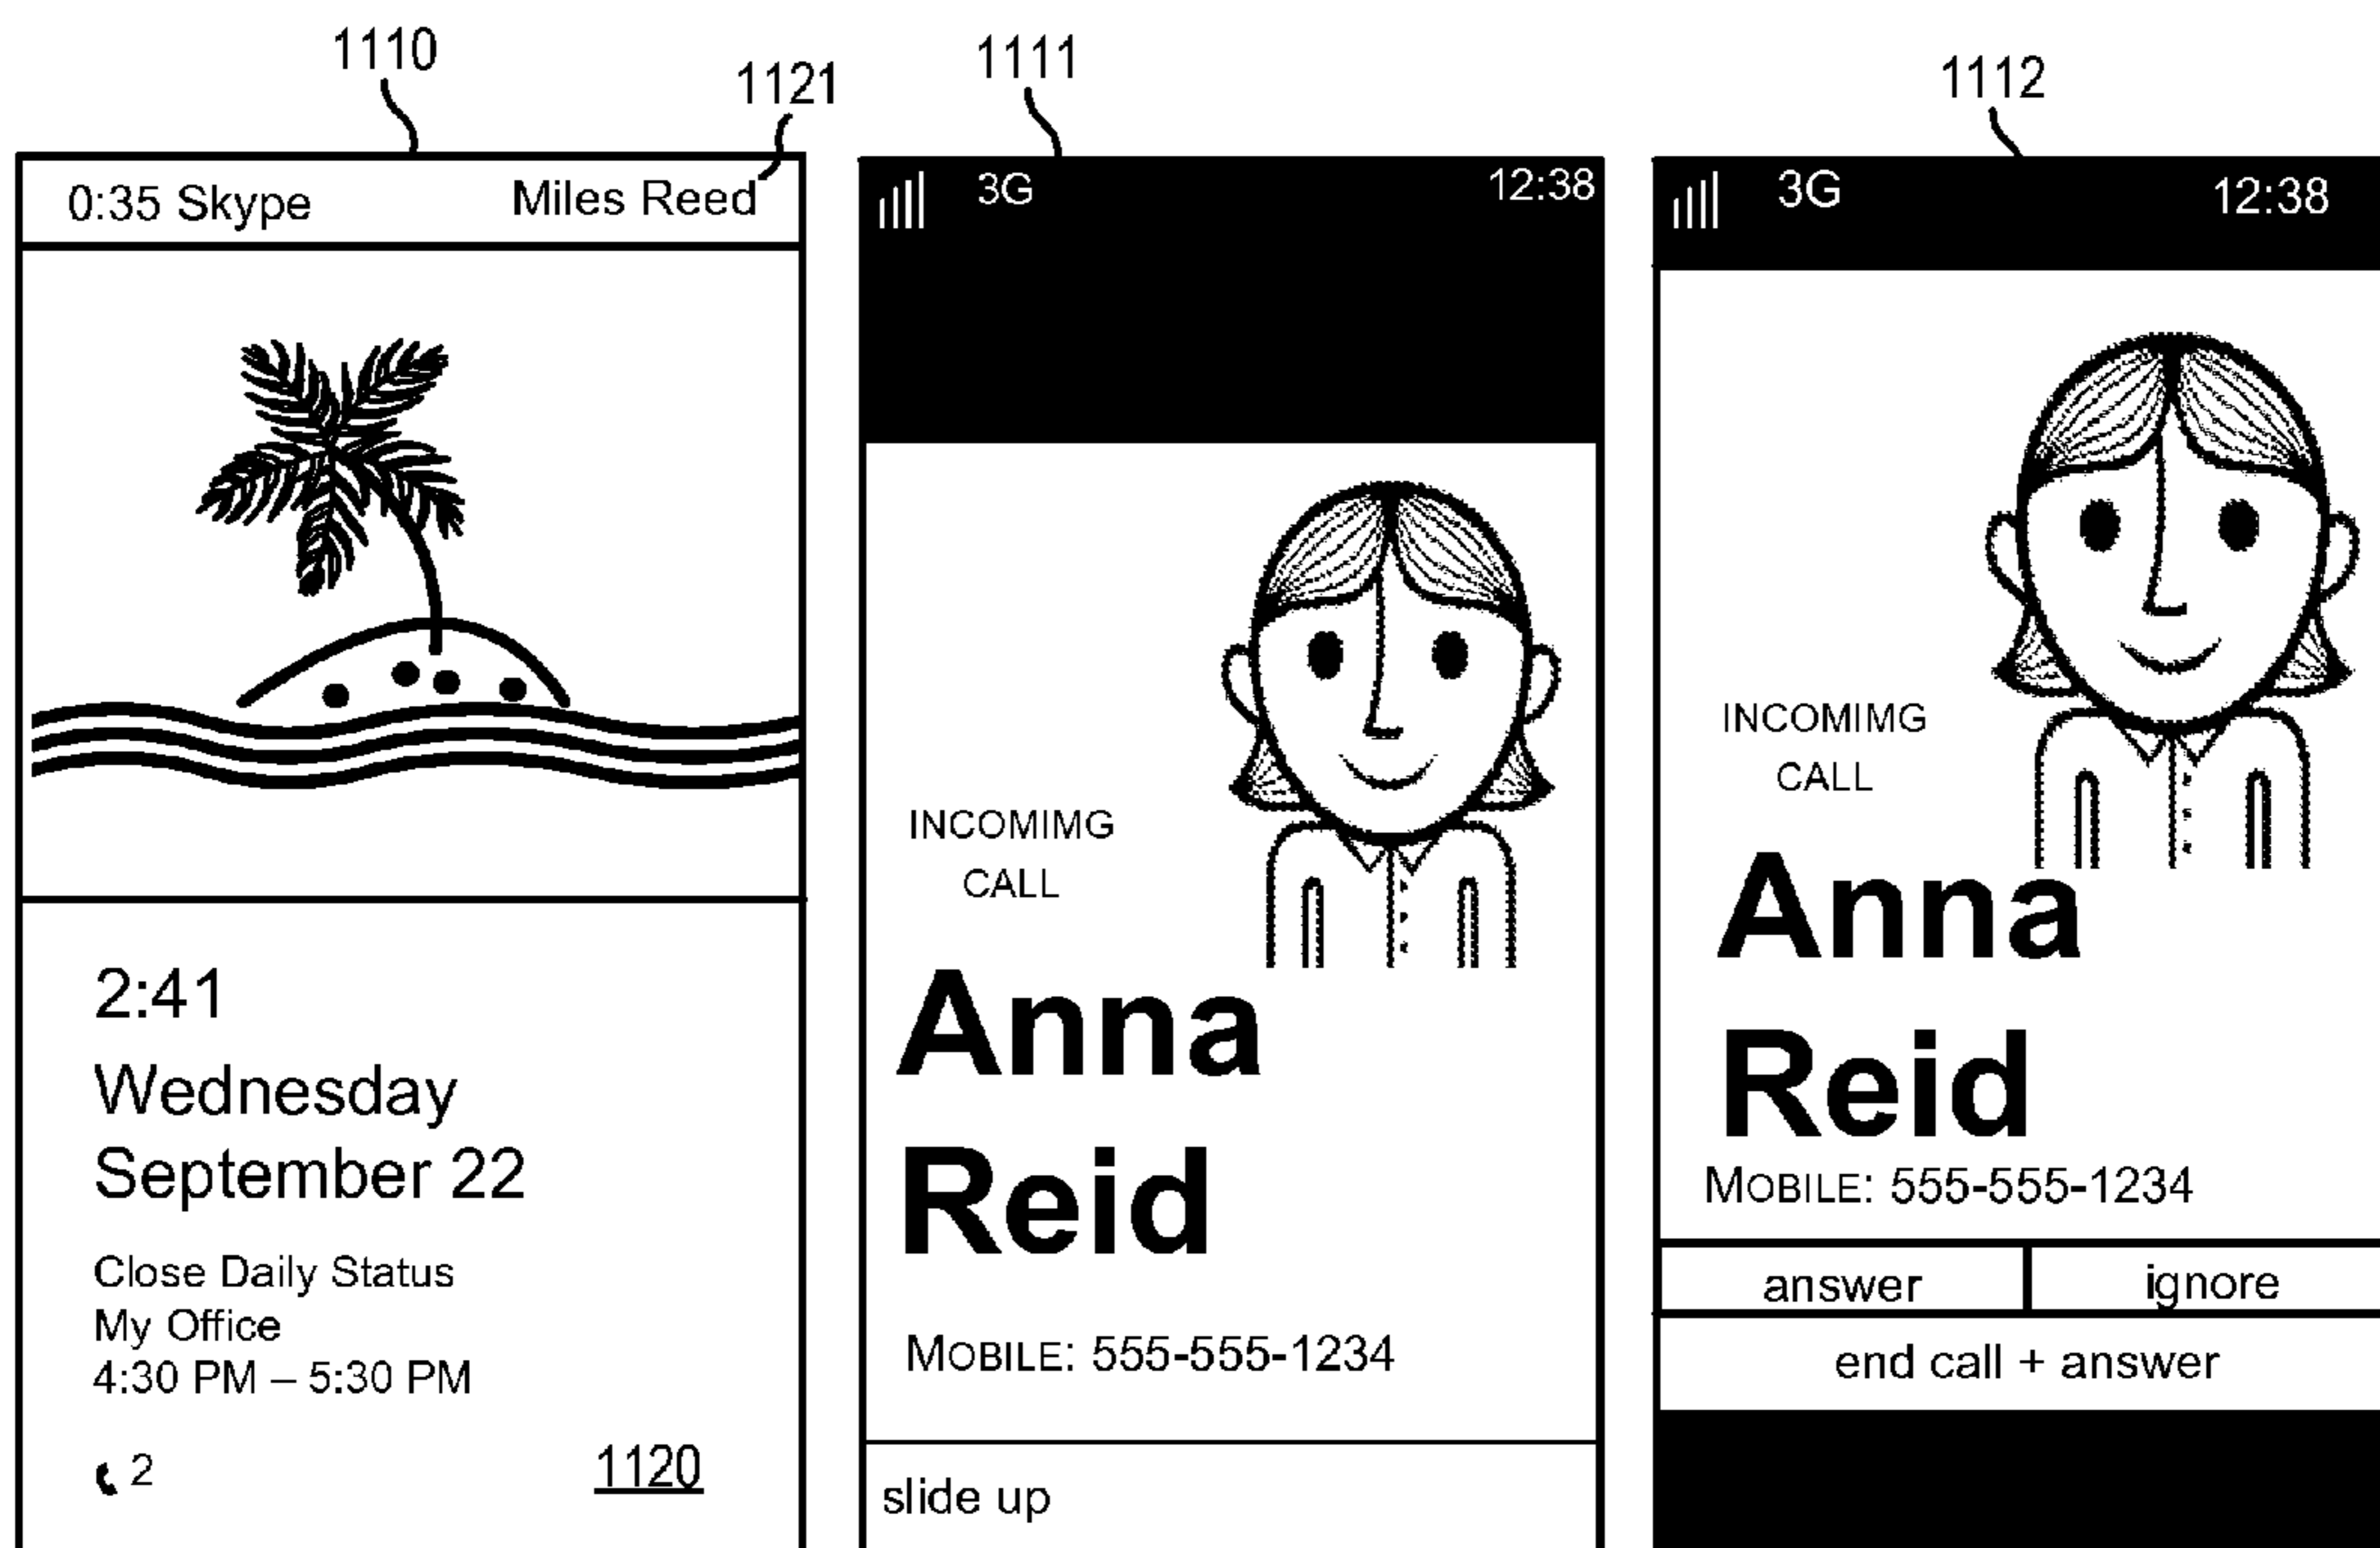 1110
1121
0:35 Skype
Miles Reed
2:41
Wednesday
September 22
Close Daily Status
My Office
4:30 PM – 5:30 PM
2
1120
1111
3G
12:38
INCOMIMG
CALL
Anna
Reid
MOBILE: 555-555-1234
slide up
1112
3G
12:38
INCOMIMG
CALL
Anna
Reid
MOBILE: 555-555-1234
answer
ignore
end call + answer